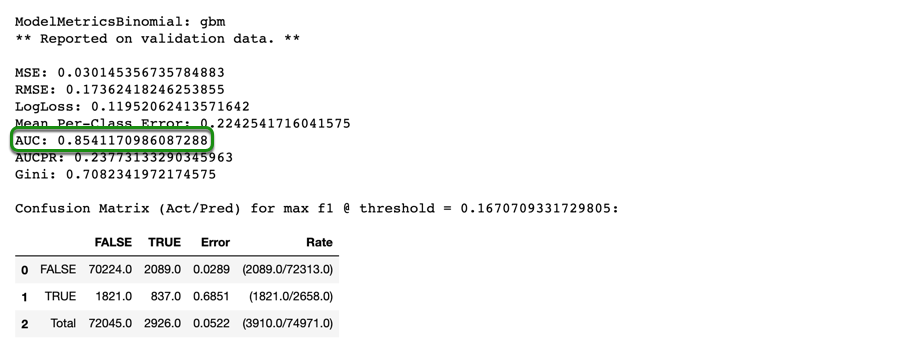 ModelMetricsBinomial: gbm
** Reported on validation data. **
MSE: 0.030145356735784883
RMSE: 0.17362418246253855
LogLoss: 0.11952062413571642
Mean Per-Class Error: 0.2242541716041575
AUC: 0.8541170986087288
AUCPR: 0.23773133290345963
Gini: 0.7082341972174575
Confusion Matrix (Act/Pred) for max f1 @ threshold = 0.1670709331729805:
FALSE TRUE Error Rate
0 FALSE 70224.0 2089.0 0.0289 (2089.0/72313.0)
1 TRUE 1821.0 837.0 0.6851 (1821.0/2658.0)
2 Total 72045.0 2926.0 0.0522 (3910.0/74971.0)